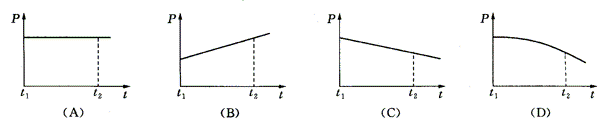 P P P P
t₁ t₂ t t₁ t₂ t t₁ t₂ t t₁ t₂ t
(A) (B) (C) (D)